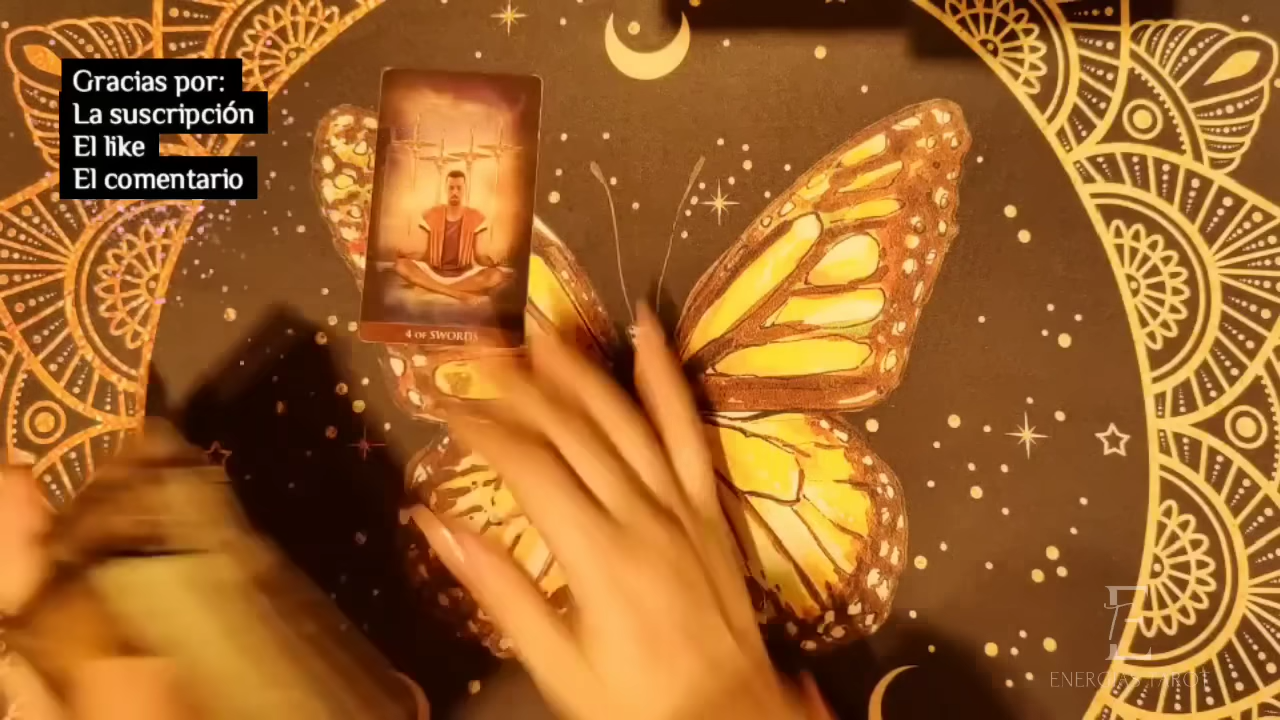 Gracias por:
La suscripción
El like
El comentario
4 OF SWORDS
E
ENERGÍAS TAROT